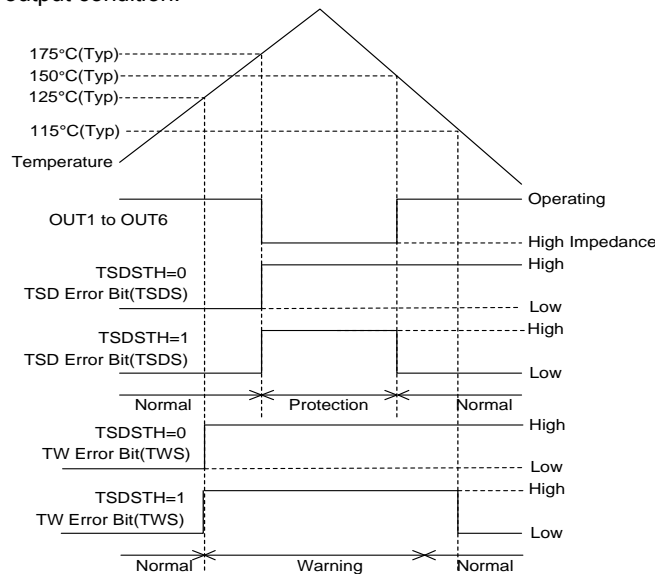 output condition.
175°C(Typ)
150°C(Typ)
125°C(Typ)
115°C(Typ)
Temperature
Operating
OUT1 to OUT6
High Impedance
TSDSTH=0
High
TSD Error Bit(TSDS)
Low
TSDSTH=1
High
TSD Error Bit(TSDS)
Low
Normal Protection Normal
TSDSTH=0
High
TW Error Bit(TWS)
Low
TSDSTH=1
High
TW Error Bit(TWS)
Low
Normal Warning Normal